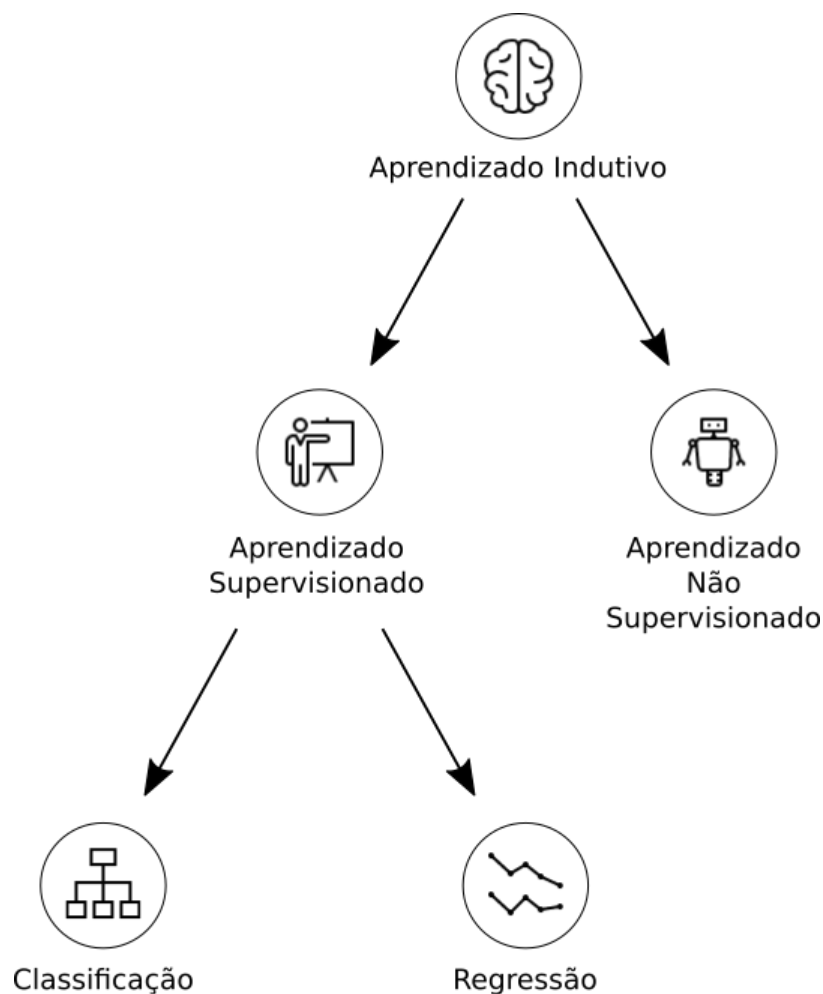 Aprendizado Indutivo
Aprendizado
Supervisionado
Aprendizado
Não
Supervisionado
Classificação
Regressão